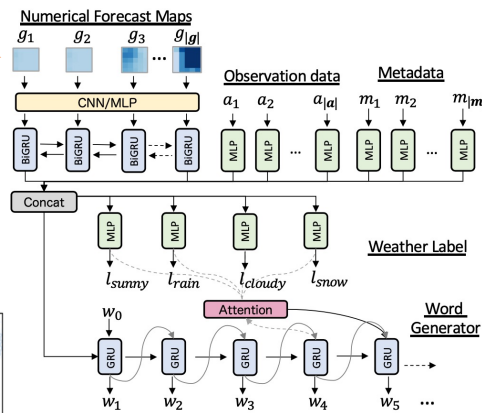 Numerical Forecast Maps
g1 g2 g3 g|g|
...
Observation data
Metadata
CNN/MLP
a1 a2 a|a| m1 m2 m|m
BiGRU BiGRU BiGRU BiGRU MLP MLP ... MLP MLP MLP ... MLP
Concat
MLP MLP MLP MLP
Weather Label
lsunny lrain lcloudy lsnow
Attention
Word
Generator
w0
GRU GRU GRU GRU GRU
w1 w2 w3 w4 w5 ...